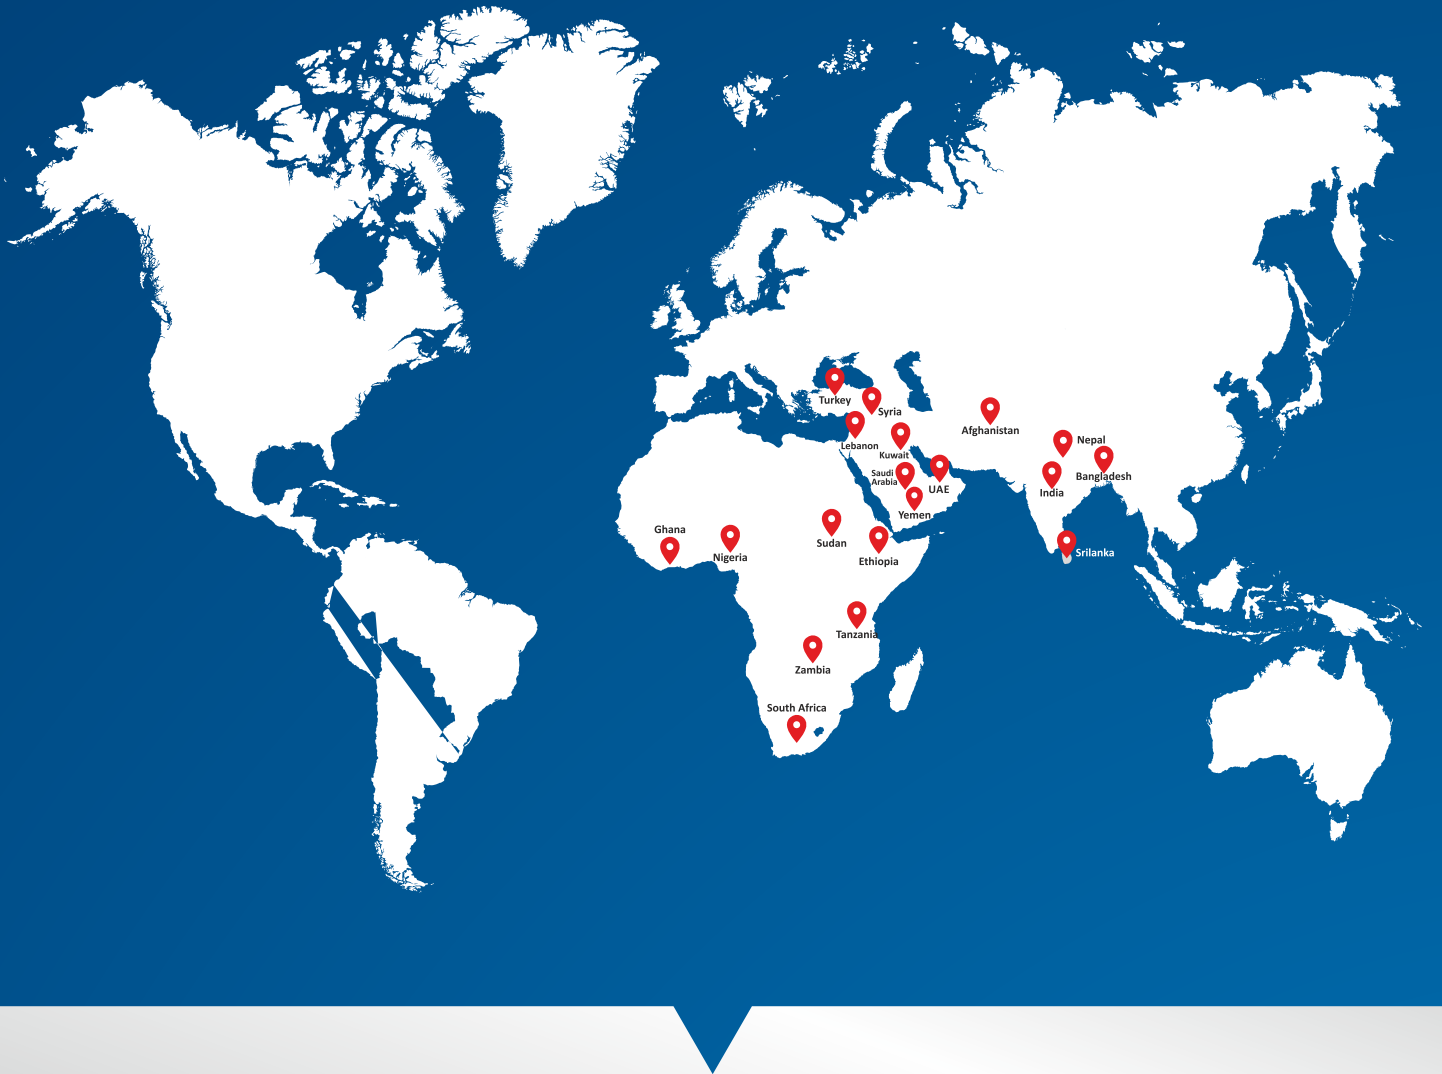 Turkey
Syria
Lebanon
Kuwait
Afghanistan
Nepal
Bangladesh
India
Saudi
Arabia
UAE
Yemen
Ghana
Nigeria
Sudan
Ethiopia
Srilanka
Tanzania
Zambia
South Africa